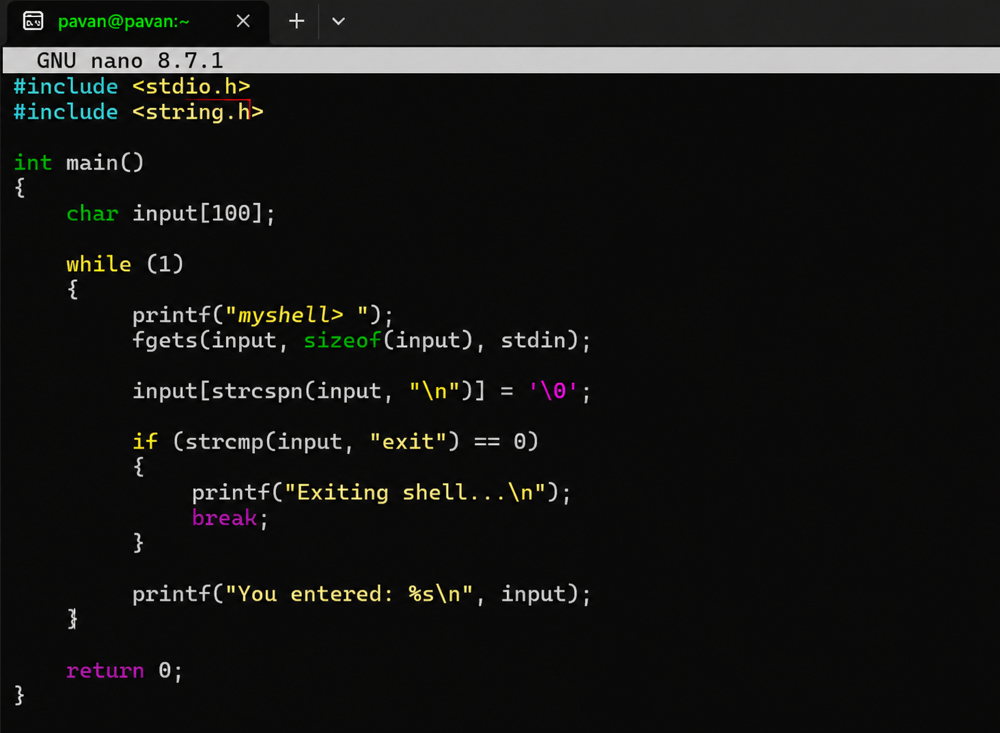 pavan@pavan:~
GNU nano 8.7.1
#include <stdio.h>
#include <string.h>
int main()
{
    char input[100];
    while (1)
    {
         printf("myshell> ");
         fgets(input, sizeof(input), stdin);
         input[strcspn(input, "\n")] = '\0';
         if (strcmp(input, "exit") == 0)
         {
             printf("Exiting shell...\n");
             break;
         }
         printf("You entered: %s\n", input);
    }
    return 0;
}